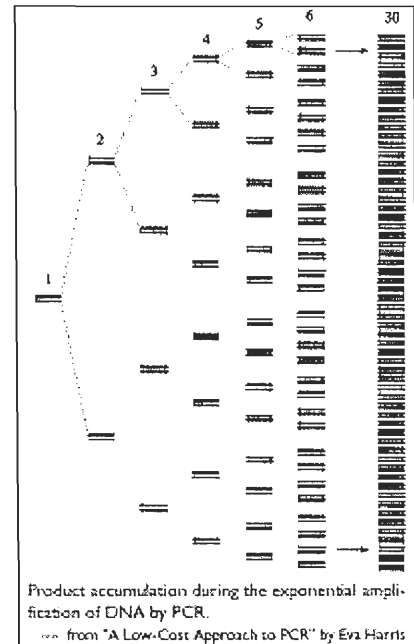 1
2
3
4
5
6
30
Product accumulation during the exponential ampli-
fication of DNA by PCR.
from "A Low-Cost Approach to PCR" by Eva Harris